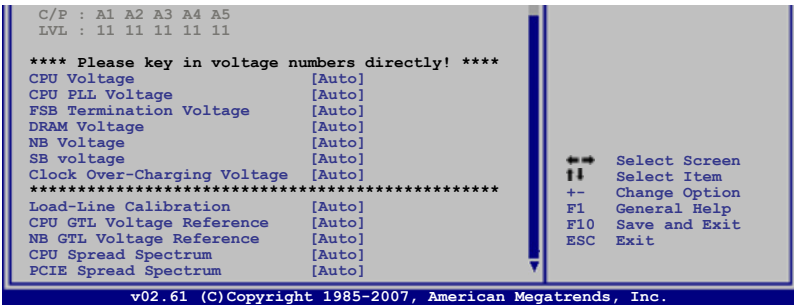 C/P : A1 A2 A3 A4 A5
LVL : 11 11 11 11 11
**** Please key in voltage numbers directly! ****
CPU Voltage [Auto]
CPU PLL Voltage [Auto]
FSB Termination Voltage [Auto]
DRAM Voltage [Auto]
NB Voltage [Auto]
SB voltage [Auto]
Clock Over-Charging Voltage [Auto]
*************************************************
Load-Line Calibration [Auto]
CPU GTL Voltage Reference [Auto]
NB GTL Voltage Reference [Auto]
CPU Spread Spectrum [Auto]
PCIE Spread Spectrum [Auto]
←→ Select Screen
↑↓ Select Item
+- Change Option
F1 General Help
F10 Save and Exit
ESC Exit
v02.61 (C)Copyright 1985-2007, American Megatrends, Inc.